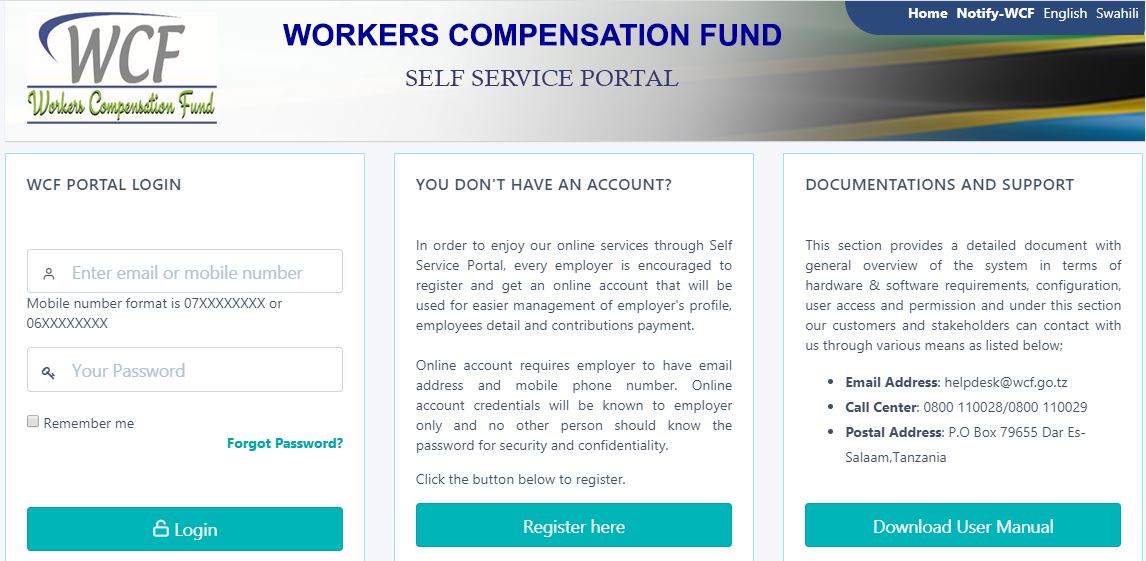 Home Notify-WCF English Swahili
WCF
Workers Compensation Fund
WORKERS COMPENSATION FUND
SELF SERVICE PORTAL
WCF PORTAL LOGIN
Enter email or mobile number
Mobile number format is 07XXXXXXXX or
06XXXXXXXX
Your Password
Remember me
Forgot Password?
Login
YOU DON'T HAVE AN ACCOUNT?
In order to enjoy our online services through Self
Service Portal, every employer is encouraged to
register and get an online account that will be
used for easier management of employer's profile,
employees detail and contributions payment.
Online account requires employer to have email
address and mobile phone number. Online
account credentials will be known to employer
only and no other person should know the
password for security and confidentiality.
Click the button below to register.
Register here
DOCUMENTATIONS AND SUPPORT
This section provides a detailed document with
general overview of the system in terms of
hardware & software requirements, configuration,
user access and permission and under this section
our customers and stakeholders can contact with
us through various means as listed below;
• Email Address: helpdesk@wcf.go.tz
• Call Center: 0800 110028/0800 110029
• Postal Address: P.O Box 79655 Dar Es-
Salaam,Tanzania
Download User Manual